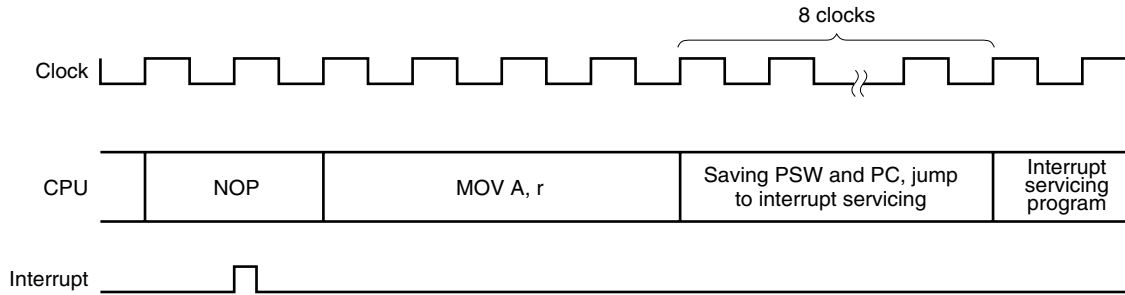 8 clocks
Clock
CPU
NOP
MOV A, r
Saving PSW and PC, jump
to interrupt servicing
Interrupt
servicing
program
Interrupt